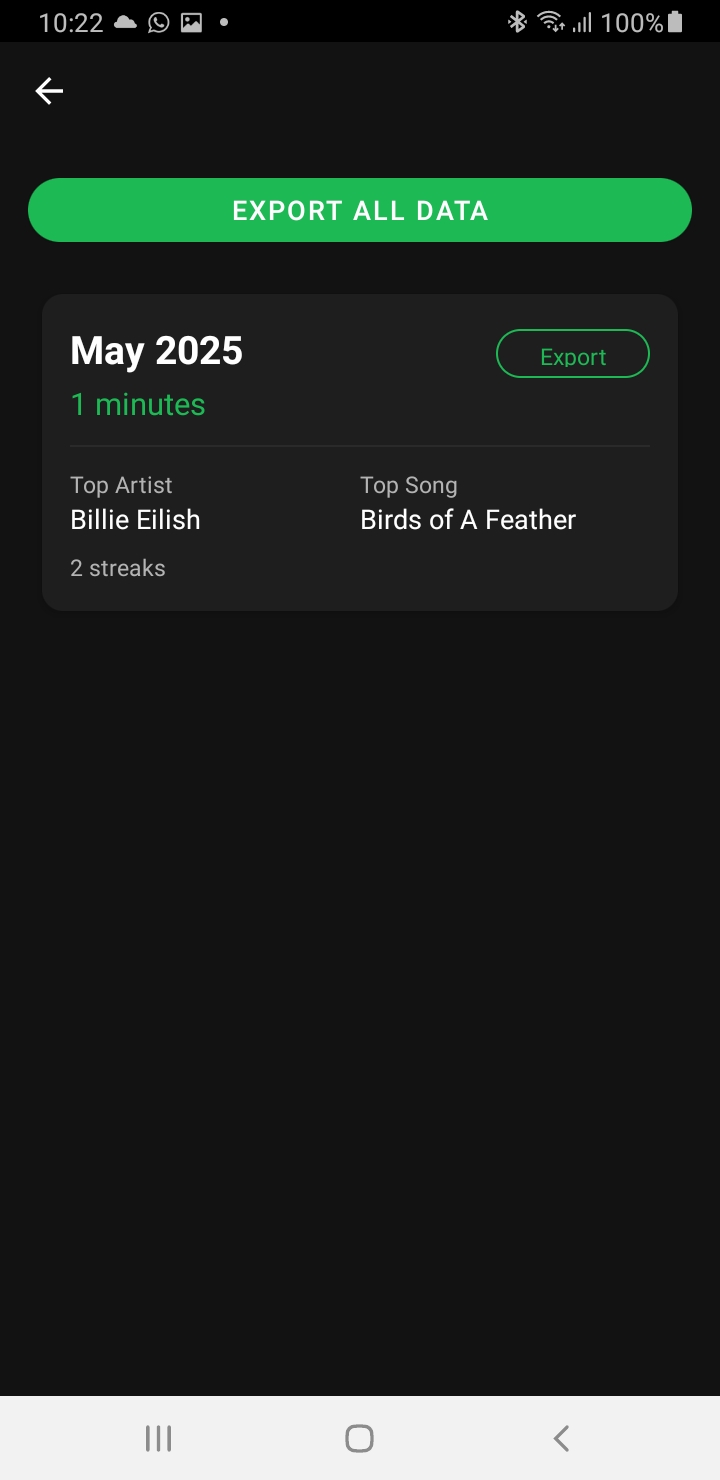 10:22 100%
EXPORT ALL DATA
May 2025 Export
1 minutes
Top Artist Top Song
Billie Eilish Birds of A Feather
2 streaks